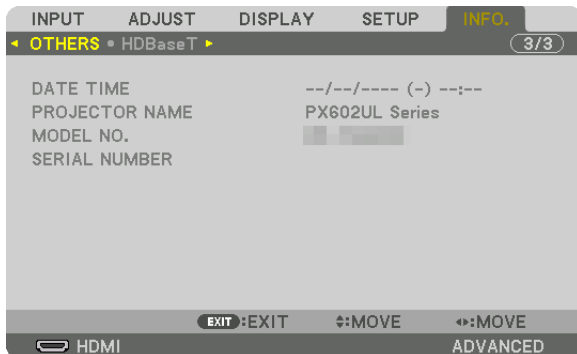 INPUT ADJUST DISPLAY SETUP INFO.
OTHERS • HDBaseT 3/3
DATE TIME --/--/---- (-) --:--
PROJECTOR NAME PX602UL Series
MODEL NO.
SERIAL NUMBER
EXIT :EXIT :MOVE :MOVE
HDMI ADVANCED